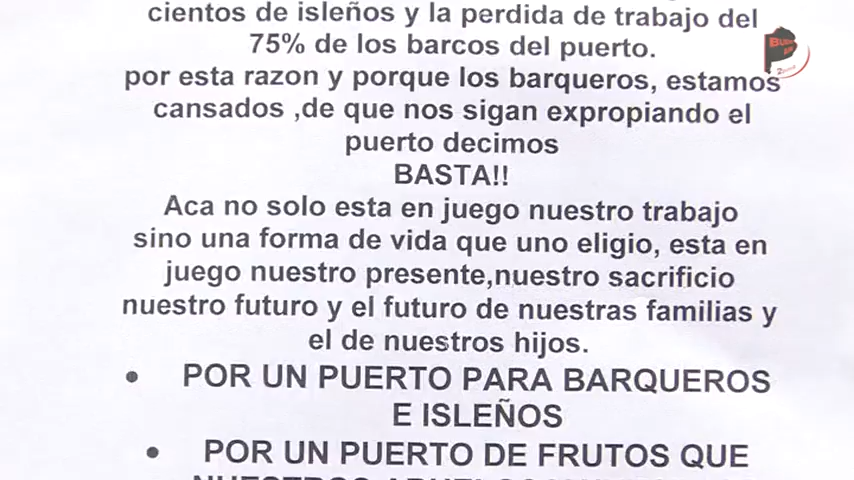 cientos de isleños y la perdida de trabajo del
75% de los barcos del puerto.
por esta razon y porque los barqueros, estamos
cansados ,de que nos sigan expropiando el
puerto decimos
BASTA!!
Aca no solo esta en juego nuestro trabajo
sino una forma de vida que uno eligio, esta en
juego nuestro presente,nuestro sacrificio
nuestro futuro y el futuro de nuestras familias y
el de nuestros hijos.
• POR UN PUERTO PARA BARQUEROS
E ISLEÑOS
• POR UN PUERTO DE FRUTOS QUE